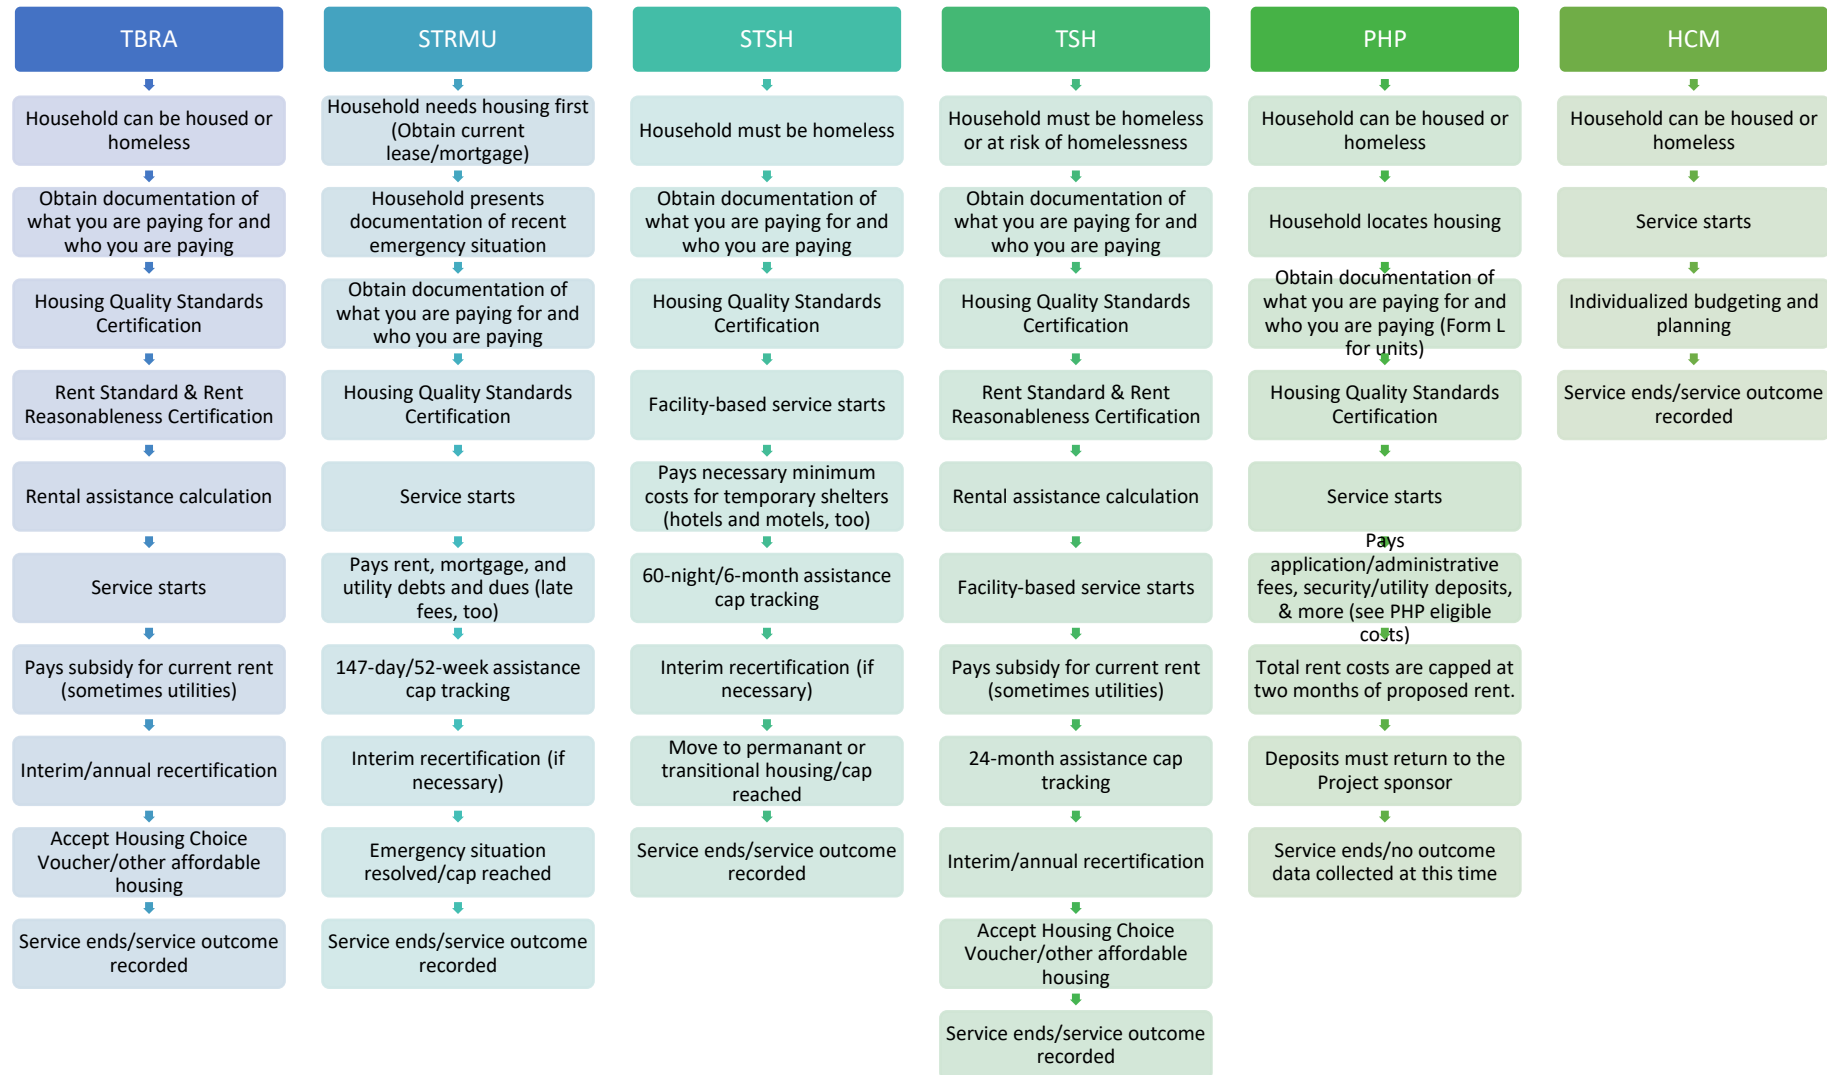 TBRA
Household can be housed or
homeless
Obtain documentation of
what you are paying for and
who you are paying
Housing Quality Standards
Certification
Rent Standard & Rent
Reasonableness Certification
Rental assistance calculation
Service starts
Pays subsidy for current rent
(sometimes utilities)
Interim/annual recertification
Accept Housing Choice
Voucher/other affordable
housing
Service ends/service outcome
recorded
STRMU
Household needs housing first
(Obtain current
lease/mortgage)
Household presents
documentation of recent
emergency situation
Obtain documentation of
what you are paying for and
who you are paying
Housing Quality Standards
Certification
Service starts
Pays rent, mortgage, and
utility debts and dues (late
fees, too)
147-day/52-week assistance
cap tracking
Interim recertification (if
necessary)
Emergency situation
resolved/cap reached
Service ends/service outcome
recorded
STSH
Household must be homeless
Obtain documentation of
what you are paying for and
who you are paying
Housing Quality Standards
Certification
Facility-based service starts
Pays necessary minimum
costs for temporary shelters
(hotels and motels, too)
60-night/6-month assistance
cap tracking
Interim recertification (if
necessary)
Move to permanant or
transitional housing/cap
reached
Service ends/service outcome
recorded
TSH
Household must be homeless
or at risk of homelessness
Obtain documentation of
what you are paying for and
who you are paying
Housing Quality Standards
Certification
Rent Standard & Rent
Reasonableness Certification
Rental assistance calculation
Facility-based service starts
Pays subsidy for current rent
(sometimes utilities)
24-month assistance cap
tracking
Interim/annual recertification
Accept Housing Choice
Voucher/other affordable
housing
Service ends/service outcome
recorded
PHP
Household can be housed or
homeless
Household locates housing
Obtain documentation of
what you are paying for and
who you are paying (Form L
for units)
Housing Quality Standards
Certification
Service starts
Pays
application/administrative
fees, security/utility deposits,
& more (see PHP eligible
costs)
Total rent costs are capped at
two months of proposed rent.
Deposits must return to the
Project sponsor
Service ends/no outcome
data collected at this time
HCM
Household can be housed or
homeless
Service starts
Individualized budgeting and
planning
Service ends/service outcome
recorded